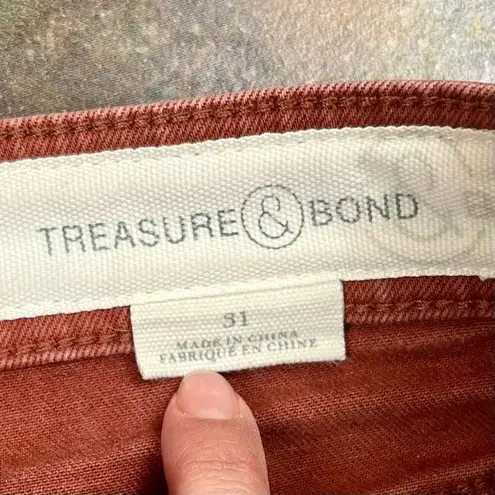 TREASURE & BOND
31
MADE IN CHINA
FABRIQUÉ EN CHINE